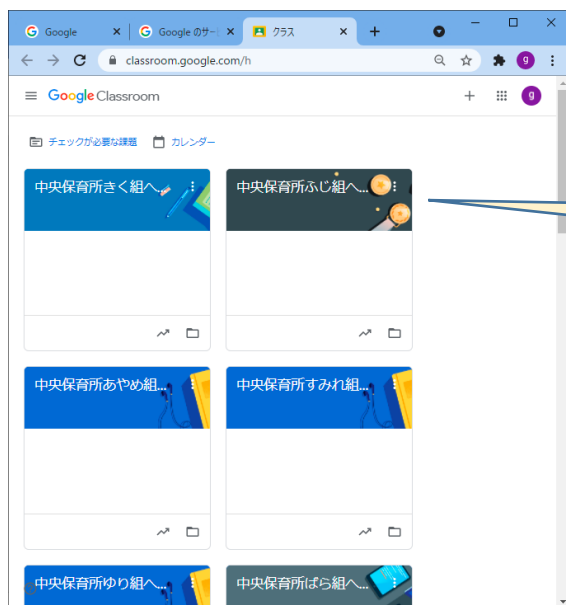 Google
Google のサー
クラス
classroom.google.com/h
g
Google Classroom
g
チェックが必要な課題 カレンダー
中央保育所きく組へ...
中央保育所ふじ組へ...
中央保育所あやめ組...
中央保育所すみれ組...
中央保育所ゆり組へ...
中央保育所ばら組へ...